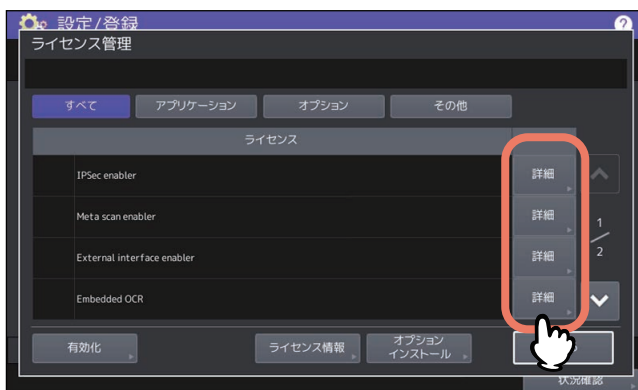 設定/登録
?
ライセンス管理
すべて
アプリケーション
オプション
その他
ライセンス
IPSec enabler
詳細
Meta scan enabler
詳細
External interface enabler
詳細
Embedded OCR
詳細
1
2
有効化
ライセンス情報
オプション
インストール
状況確認